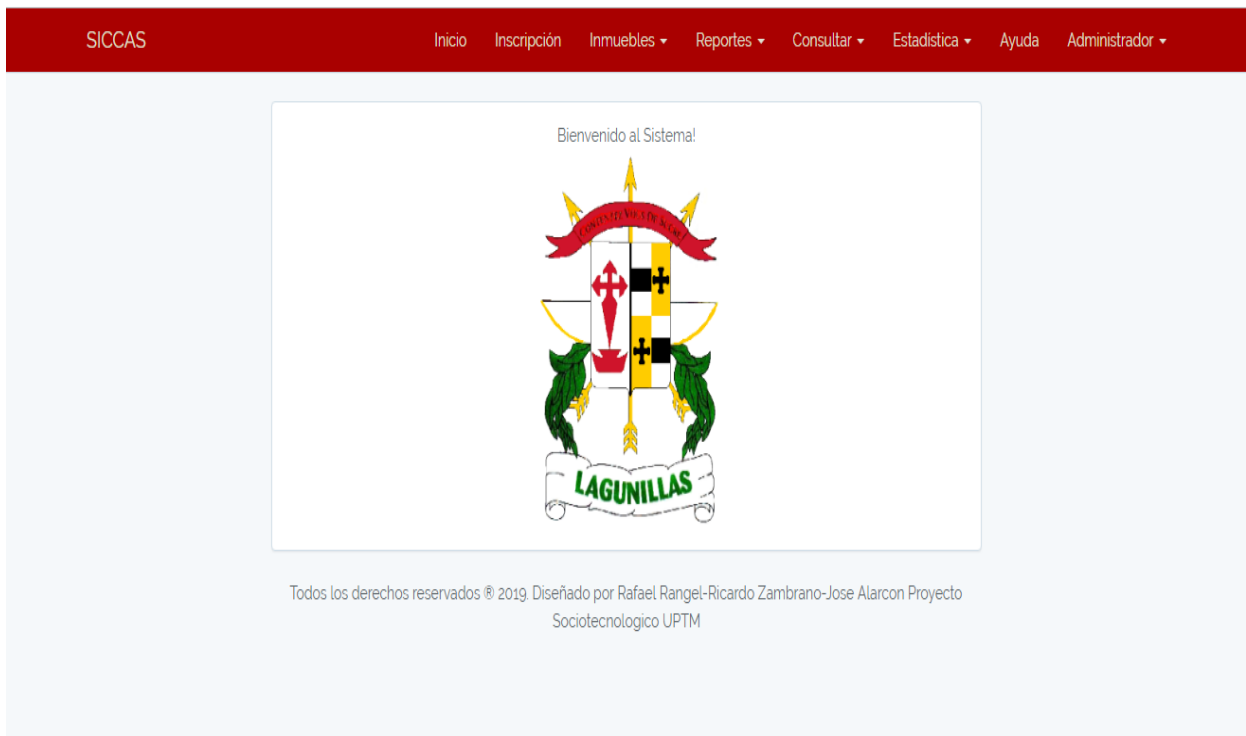 SICCAS Inicio Inscripción Inmuebles Reportes Consultar Estadística Ayuda Administrador
Bienvenido al Sistema!
LAGUNILLAS
Todos los derechos reservados ® 2019. Diseñado por Rafael Rangel-Ricardo Zambrano-Jose Alarcon Proyecto
Sociotecnologico UPTM